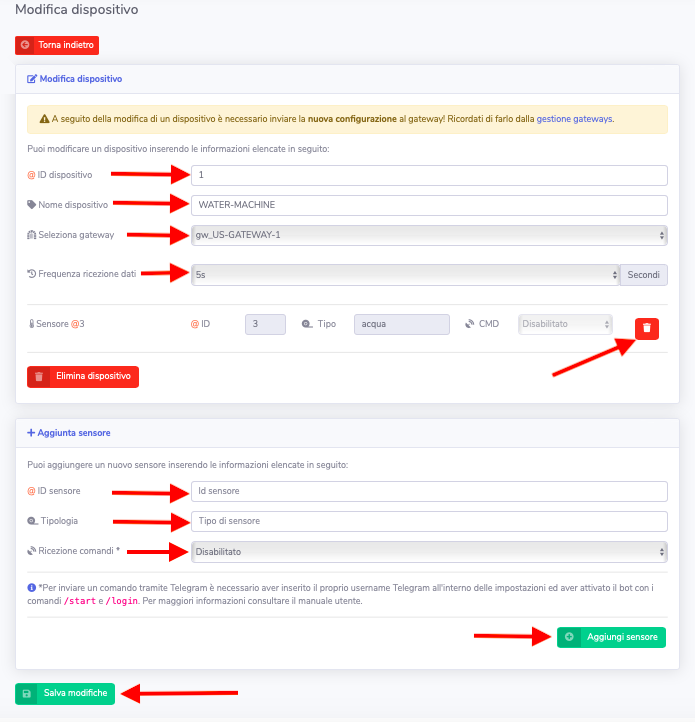 Modifica dispositivo
Torna indietro
Modifica dispositivo
A seguito della modifica di un dispositivo è necessario inviare la nuova configurazione al gateway! Ricordati di farlo dalla gestione gateways.
Puoi modificare un dispositivo inserendo le informazioni elencate in seguito:
@ ID dispositivo 1
Nome dispositivo WATER-MACHINE
Seleziona gateway gw_US-GATEWAY-1
Frequenza ricezione dati 5s Secondi
Sensore @3 @ ID 3 Tipo acqua CMD Disabilitato
Elimina dispositivo
Aggiunta sensore
Puoi aggiungere un nuovo sensore inserendo le informazioni elencate in seguito:
@ ID sensore Id sensore
Tipologia Tipo di sensore
Ricezione comandi * Disabilitato
*Per inviare un comando tramite Telegram è necessario aver inserito il proprio username Telegram all'interno delle impostazioni ed aver attivato il bot con i
comandi /start e /login. Per maggiori informazioni consultare il manuale utente.
Aggiungi sensore
Salva modifiche